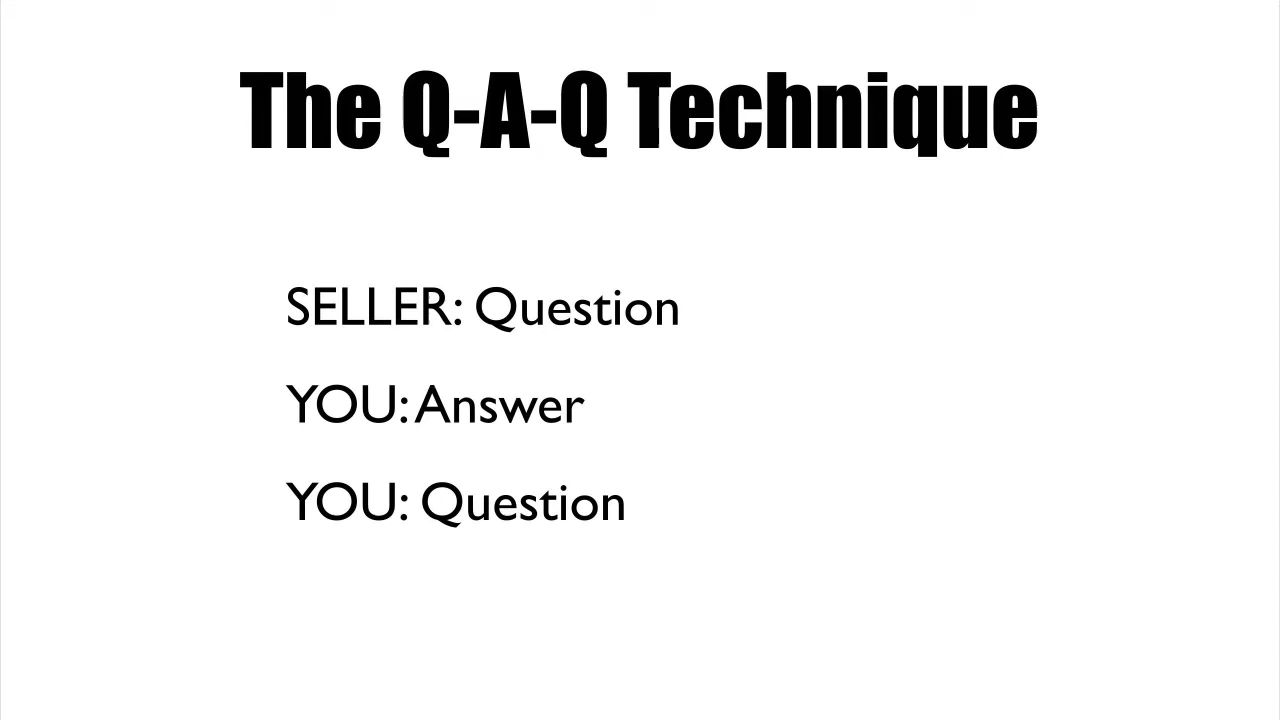 The Q-A-Q Technique
SELLER: Question
YOU: Answer
YOU: Question